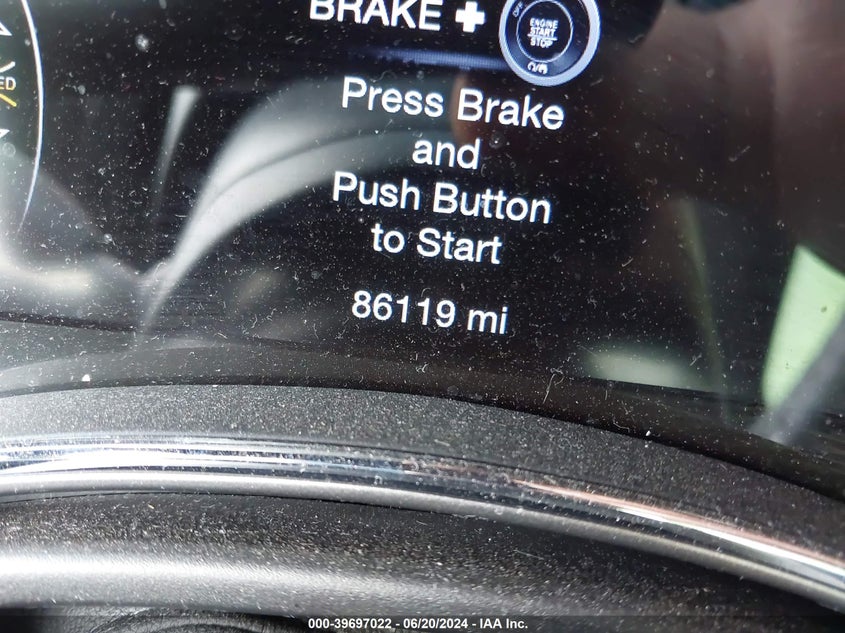 BRAKE +
ENGINE
START
STOP
Press Brake
and
Push Button
to Start
86119 mi
000-39697022 - 06/20/2024 - IAA Inc.